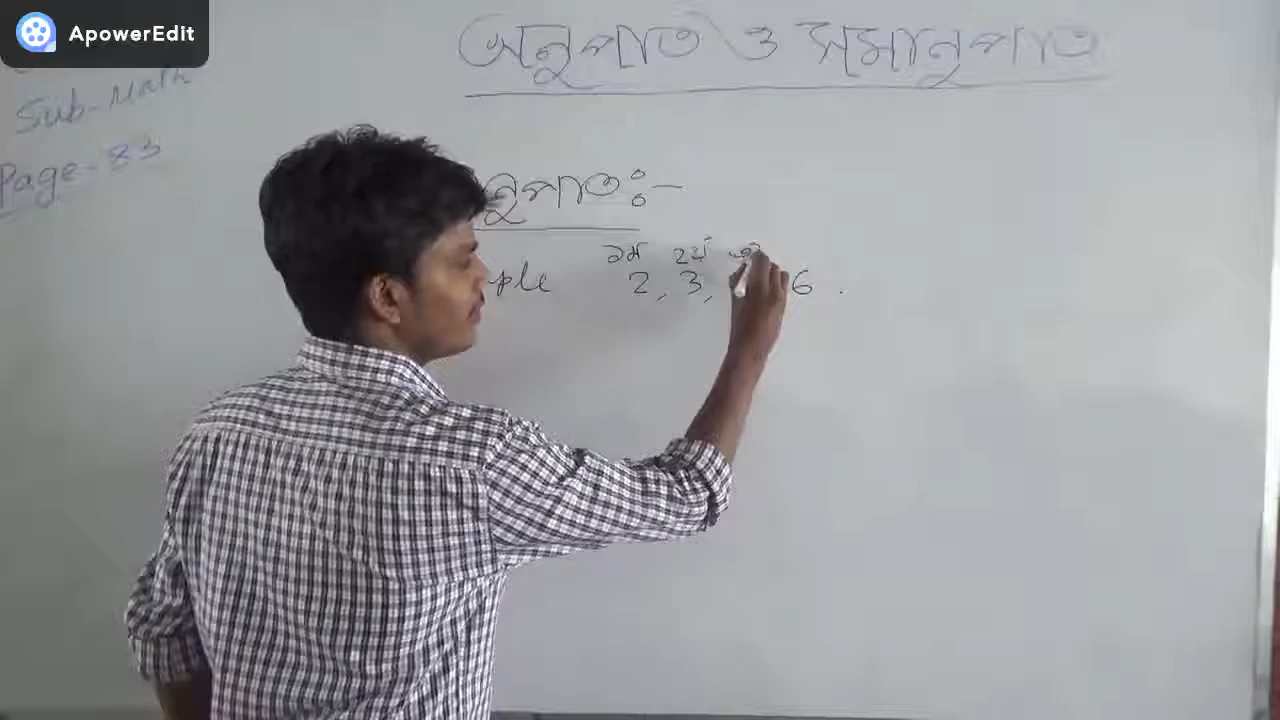 ApowerEdit
অনুপাত ও সমানুপাত
Sub-Math
Page-83
নুপাত:-
১ম ২য়
ple 2, 3, 6 .